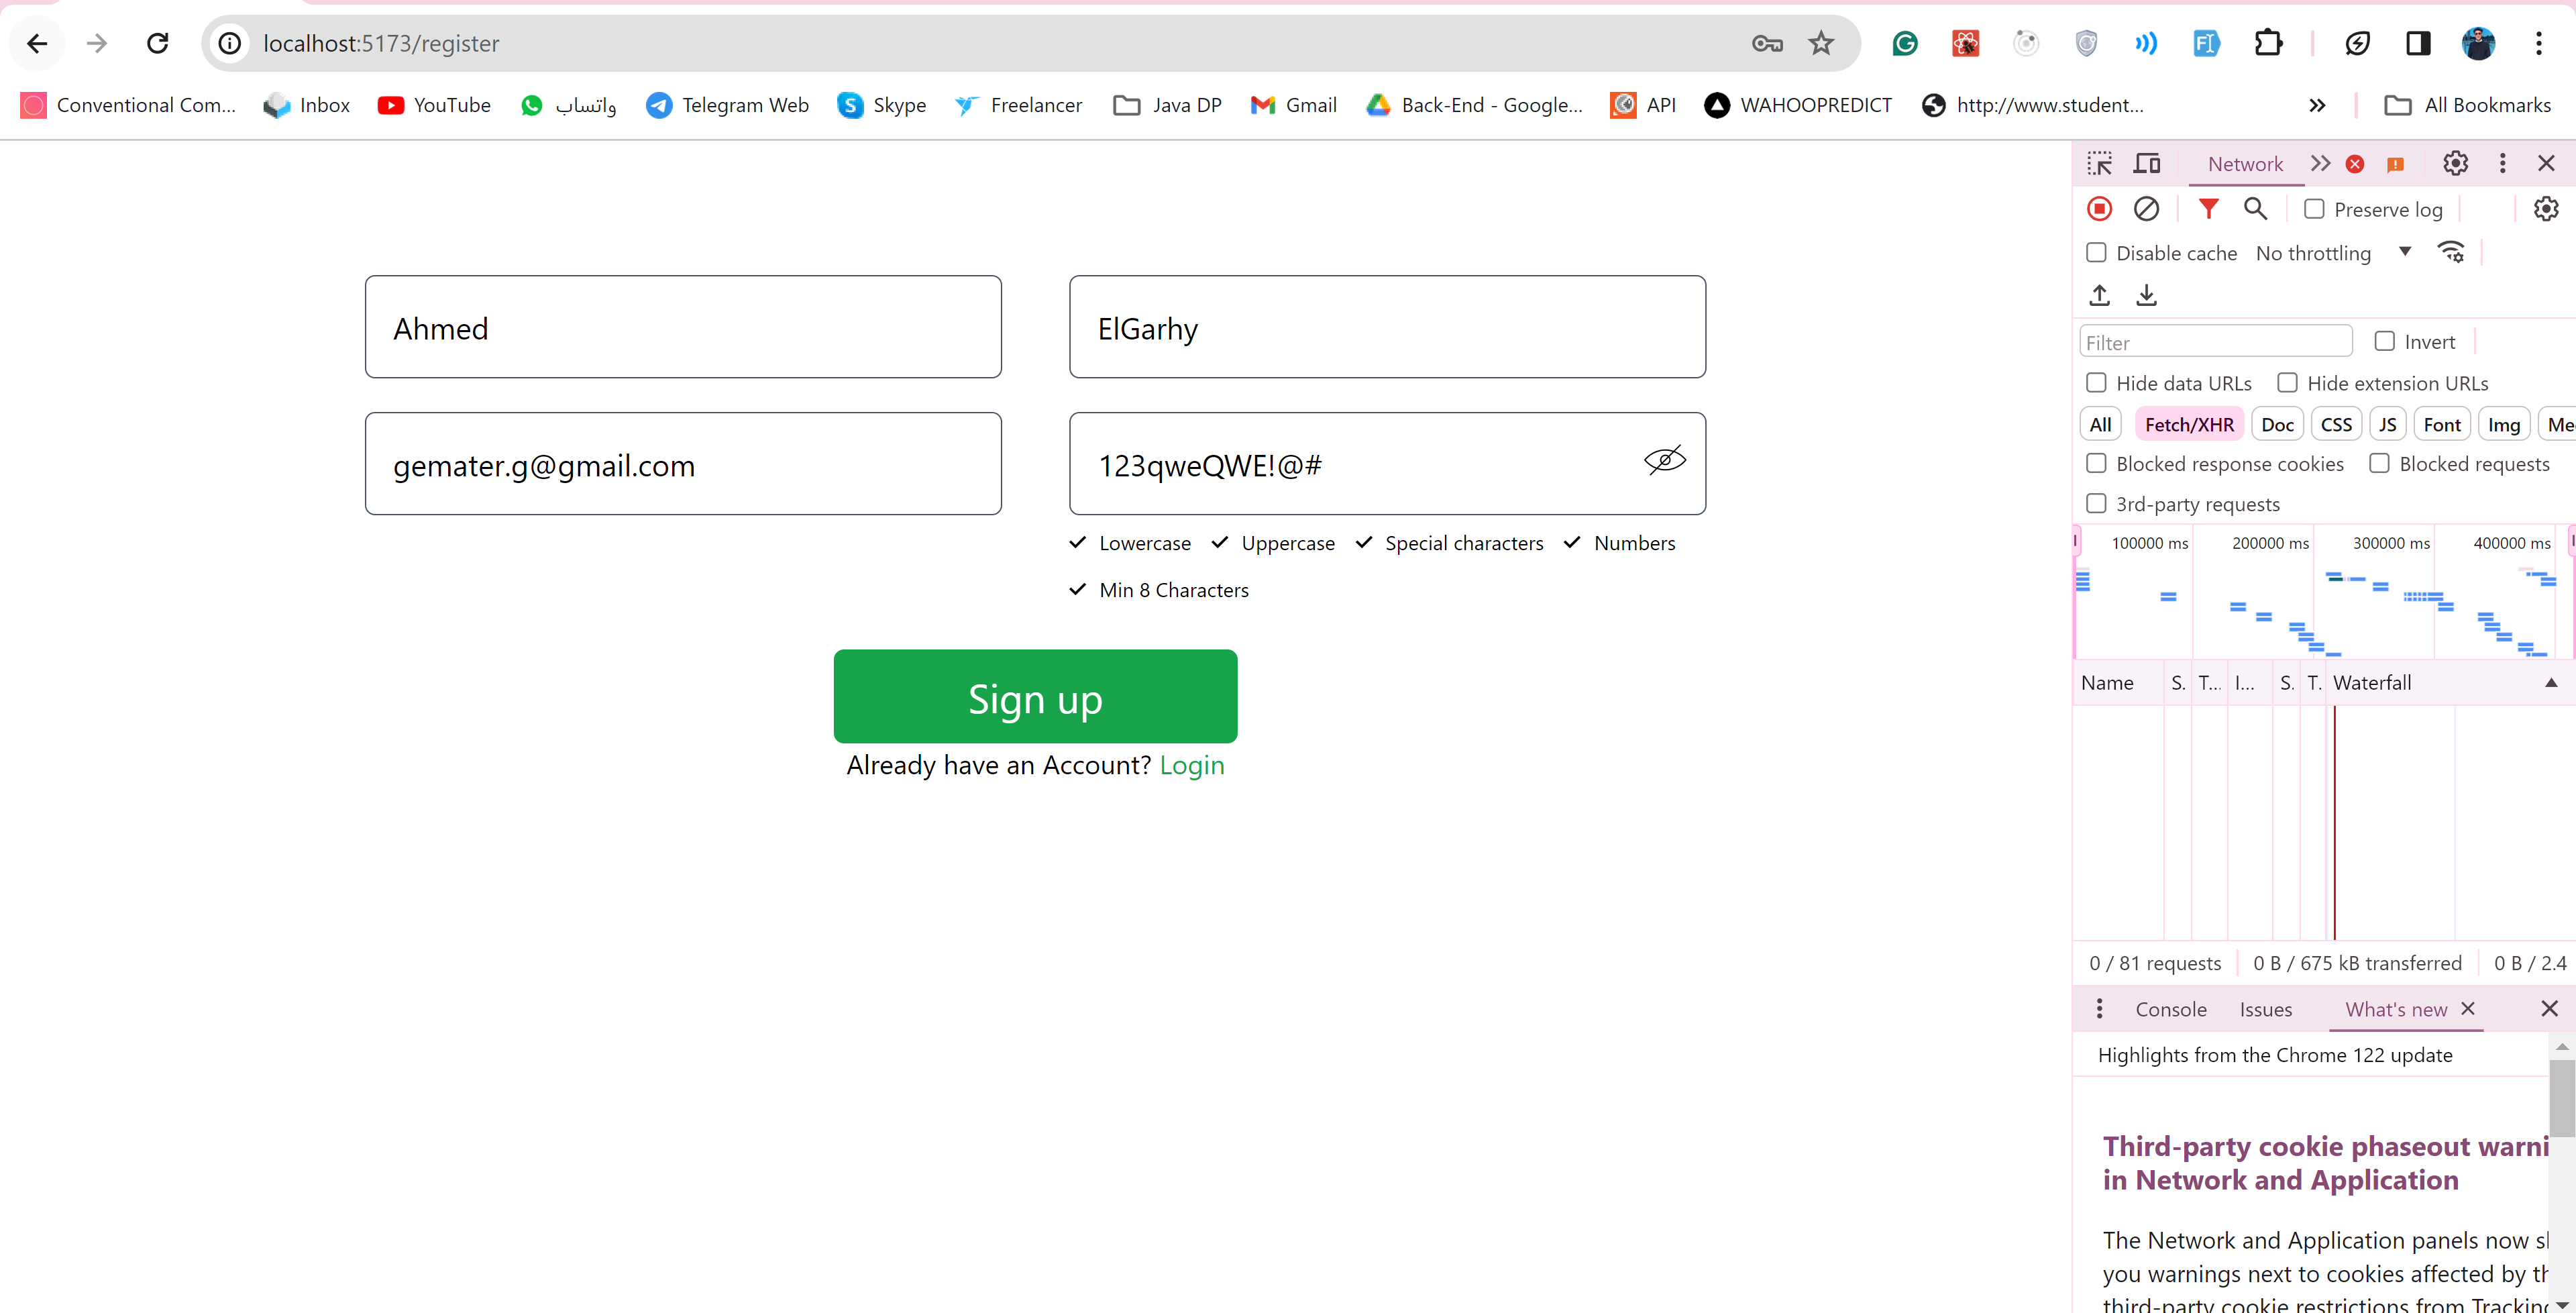 localhost:5173/register
Conventional Com... Inbox YouTube واتساب Telegram Web Skype Freelancer Java DP Gmail Back-End - Google... API WAHOOPREDICT http://www.student... All Bookmarks
Ahmed
ElGarhy
gemater.g@gmail.com
123qweQWE!@#
Lowercase Uppercase Special characters Numbers
Min 8 Characters
Sign up
Already have an Account? Login
Network
Preserve log
Disable cache No throttling
Filter Invert
Hide data URLs Hide extension URLs
All Fetch/XHR Doc CSS JS Font Img Me
Blocked response cookies Blocked requests
3rd-party requests
100000 ms 200000 ms 300000 ms 400000 ms
Name S. T... I... S. T. Waterfall
0 / 81 requests 0 B / 675 kB transferred 0 B / 2.4
Console Issues What's new
Highlights from the Chrome 122 update
Third-party cookie phaseout warni
in Network and Application
The Network and Application panels now sh
you warnings next to cookies affected by th
third-party cookie restrictions from Tracking